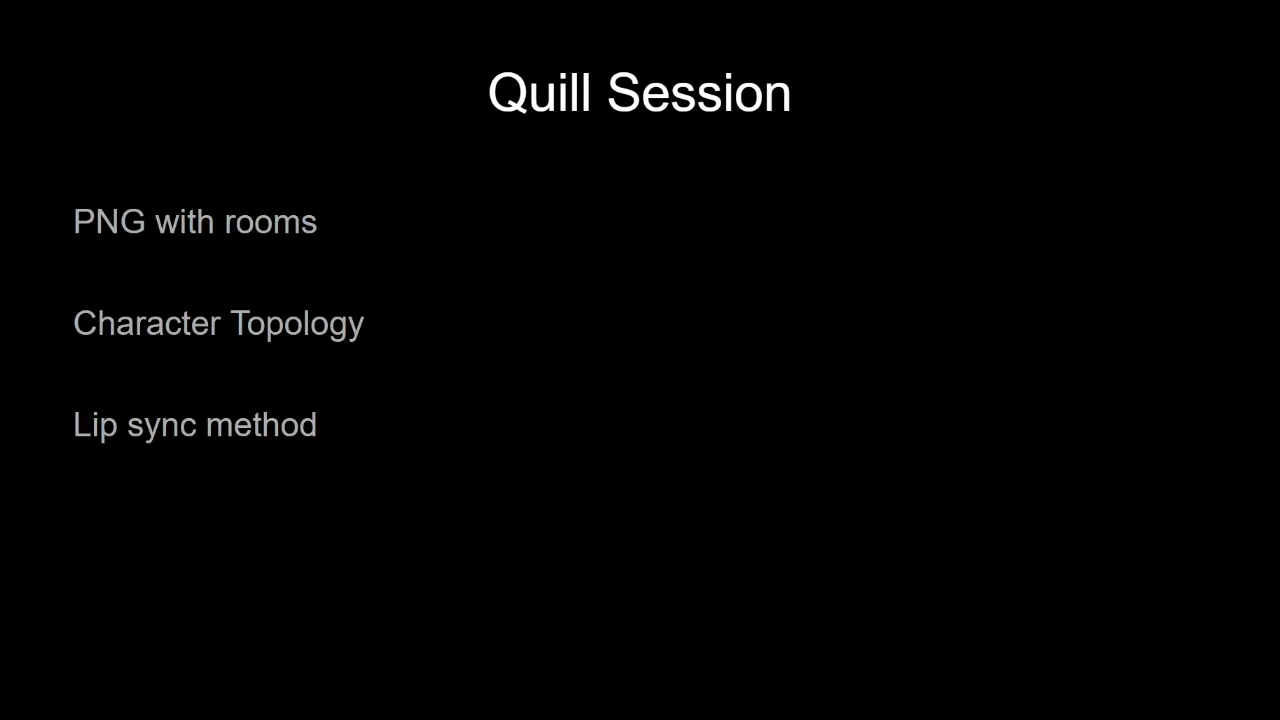 Quill Session
PNG with rooms
Character Topology
Lip sync method